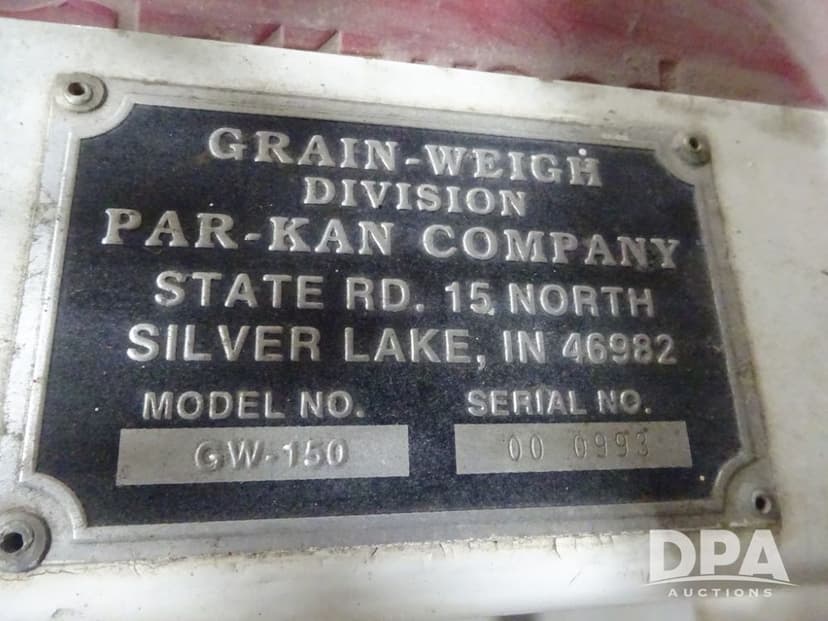 GRAIN-WEIGH
DIVISION
PAR-KAN COMPANY
STATE RD. 15 NORTH
SILVER LAKE, IN 46982
MODEL NO. SERIAL NO.
GW-150 00 0993
DPA
AUCTIONS